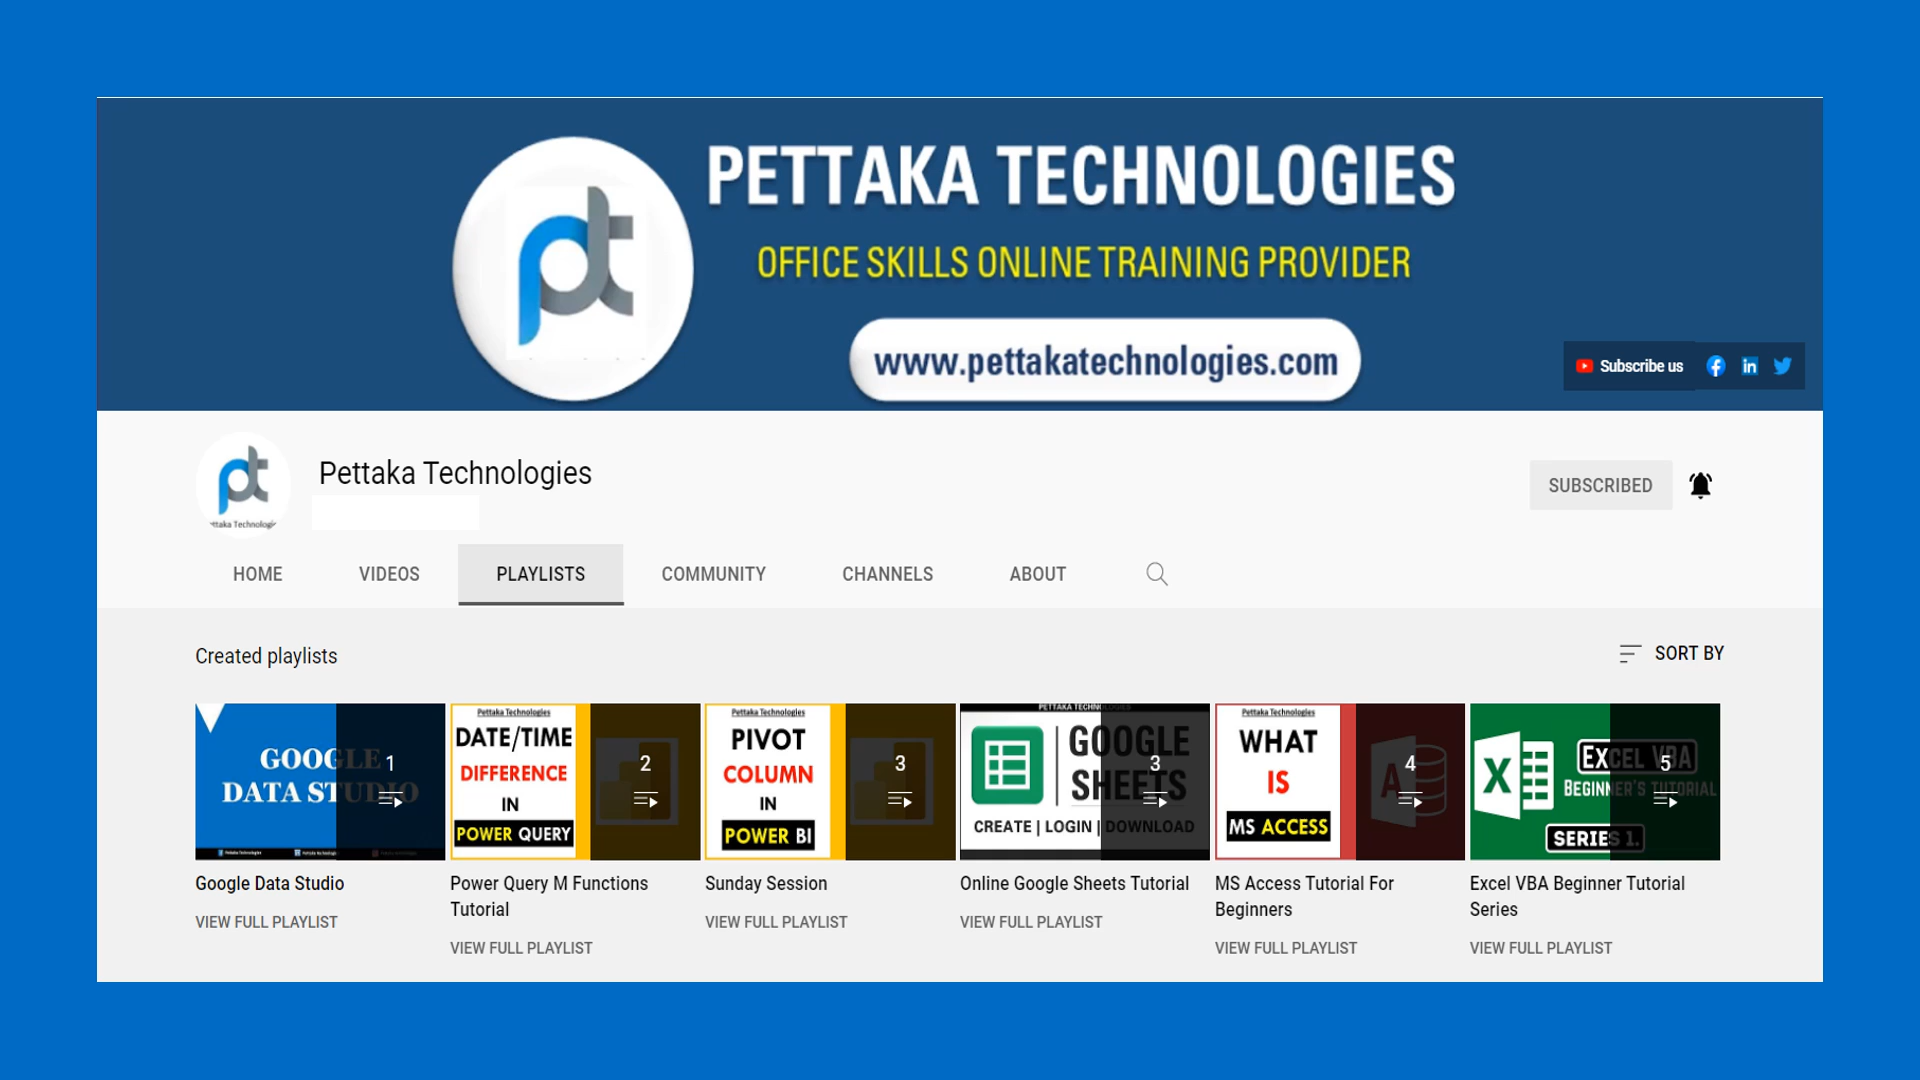 pt
PETTAKA TECHNOLOGIES
OFFICE SKILLS ONLINE TRAINING PROVIDER
www.pettakatechnologies.com
Subscribe us
Pettaka Technologies
SUBSCRIBED
HOME VIDEOS PLAYLISTS COMMUNITY CHANNELS ABOUT
Created playlists
SORT BY
GOOGLE
DATA STUDIO
1
Google Data Studio
VIEW FULL PLAYLIST
Pettaka Technologies
DATE/TIME
DIFFERENCE
IN
POWER QUERY
2
Power Query M Functions
Tutorial
VIEW FULL PLAYLIST
Pettaka Technologies
PIVOT
COLUMN
IN
POWER BI
3
Sunday Session
VIEW FULL PLAYLIST
PETTAKA TECHNOLOGIES
GOOGLE
SHEETS
CREATE | LOGIN | DOWNLOAD
3
Online Google Sheets Tutorial
VIEW FULL PLAYLIST
Pettaka Technologies
WHAT
IS
MS ACCESS
4
MS Access Tutorial For
Beginners
VIEW FULL PLAYLIST
EXCEL VBA
BEGINNER'S TUTORIAL
SERIES 1.
5
Excel VBA Beginner Tutorial
Series
VIEW FULL PLAYLIST